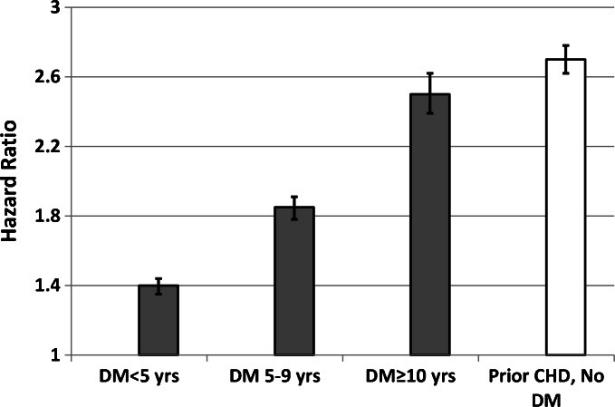 3
2.6
2.2
1.8
1.4
1
Hazard Ratio
DM<5 yrs
DM 5-9 yrs
DM≥10 yrs
Prior CHD, No
DM